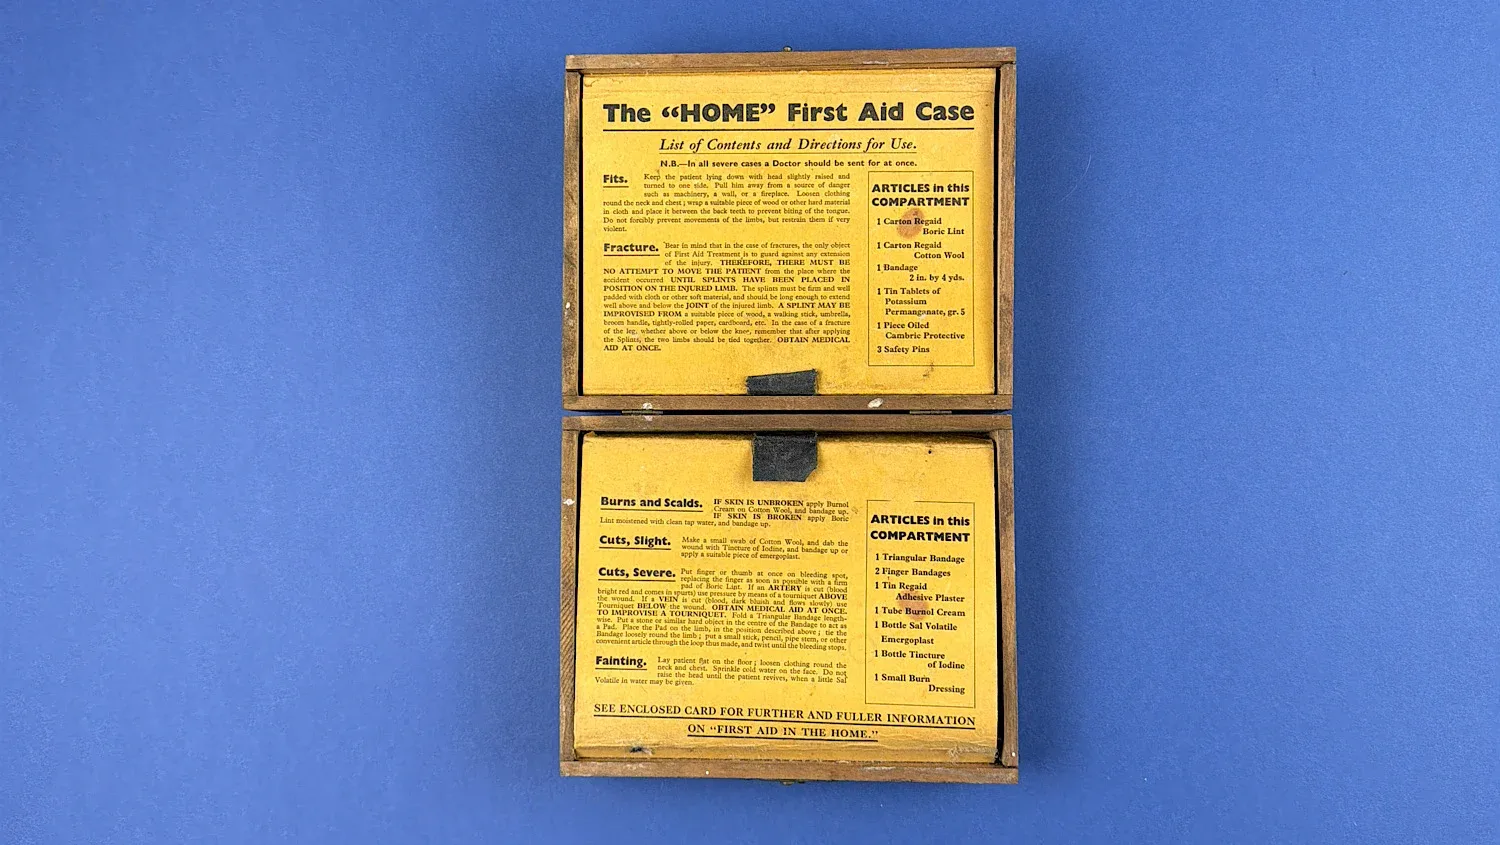 The “HOME” First Aid Case
List of Contents and Directions for Use.
N.B.—In all severe cases a Doctor should be sent for at once.
Fits. Keep the patient lying down with head slightly raised and
turned to one side. Pull him away from a source of danger
such as machinery, a wall, or a fireplace. Loosen clothing
round the neck and chest; wrap a suitable piece of wood or other hard material
in cloth and place it between the back teeth to prevent biting of the tongue.
Do not forcibly prevent movements of the limbs, but restrain them if very
violent.
Fracture. Bear in mind that in the case of fractures, the only object
of First Aid Treatment is to guard against any extension
of the injury. THEREFORE, THERE MUST BE
NO ATTEMPT TO MOVE THE PATIENT from the place where the
accident occurred UNTIL SPLINTS HAVE BEEN PLACED IN
POSITION ON THE INJURED LIMB. The splints must be firm and well
padded with cloth or other soft material, and should be long enough to extend
well above and below the JOINT of the injured limb. A SPLINT MAY BE
IMPROVISED FROM a suitable piece of wood, a walking stick, umbrella,
broom handle, tightly-rolled paper, cardboard, etc. In the case of a fracture
of the leg, whether above or below the knee, remember that after applying
the Splints, the two limbs should be tied together. OBTAIN MEDICAL
AID AT ONCE.
ARTICLES in this
COMPARTMENT
1 Carton Regaid
Boric Lint
1 Carton Regaid
Cotton Wool
1 Bandage
2 in. by 4 yds.
1 Tin Tablets of
Potassium
Permanganate, gr. 5
1 Piece Oiled
Cambric Protective
3 Safety Pins
Burns and Scalds. IF SKIN IS UNBROKEN apply Burnol
Cream on Cotton Wool, and bandage up.
IF SKIN IS BROKEN apply Boric
Lint moistened with clean tap water, and bandage up.
Cuts, Slight. Make a small swab of Cotton Wool, and dab the
wound with Tincture of Iodine, and bandage up or
apply a suitable piece of emergoplast.
Cuts, Severe. Put finger or thumb at once on bleeding spot,
replacing the finger as soon as possible with a firm
pad of Boric Lint. If an ARTERY is cut (blood
bright red and comes in spurts) use pressure by means of a tourniquet ABOVE
the wound. If a VEIN is cut (blood, dark bluish and flows slowly) use
Tourniquet BELOW the wound. OBTAIN MEDICAL AID AT ONCE.
TO IMPROVISE A TOURNIQUET. Fold a Triangular Bandage length-
wise. Put a stone or similar hard object in the centre of the Bandage to act as
a Pad. Place the Pad on the limb, in the position described above; tie the
Bandage loosely round the limb; put a small stick, pencil, pipe stem, or other
convenient article through the loop thus made, and twist until the bleeding stops.
Fainting. Lay patient flat on the floor; loosen clothing round the
neck and chest. Sprinkle cold water on the face. Do not
raise the head until the patient revives, when a little Sal
Volatile in water may be given.
ARTICLES in this
COMPARTMENT
1 Triangular Bandage
2 Finger Bandages
1 Tin Regaid
Adhesive Plaster
1 Tube Burnol Cream
1 Bottle Sal Volatile
Emergoplast
1 Bottle Tincture
of Iodine
1 Small Burn
Dressing
SEE ENCLOSED CARD FOR FURTHER AND FULLER INFORMATION
ON “FIRST AID IN THE HOME.”